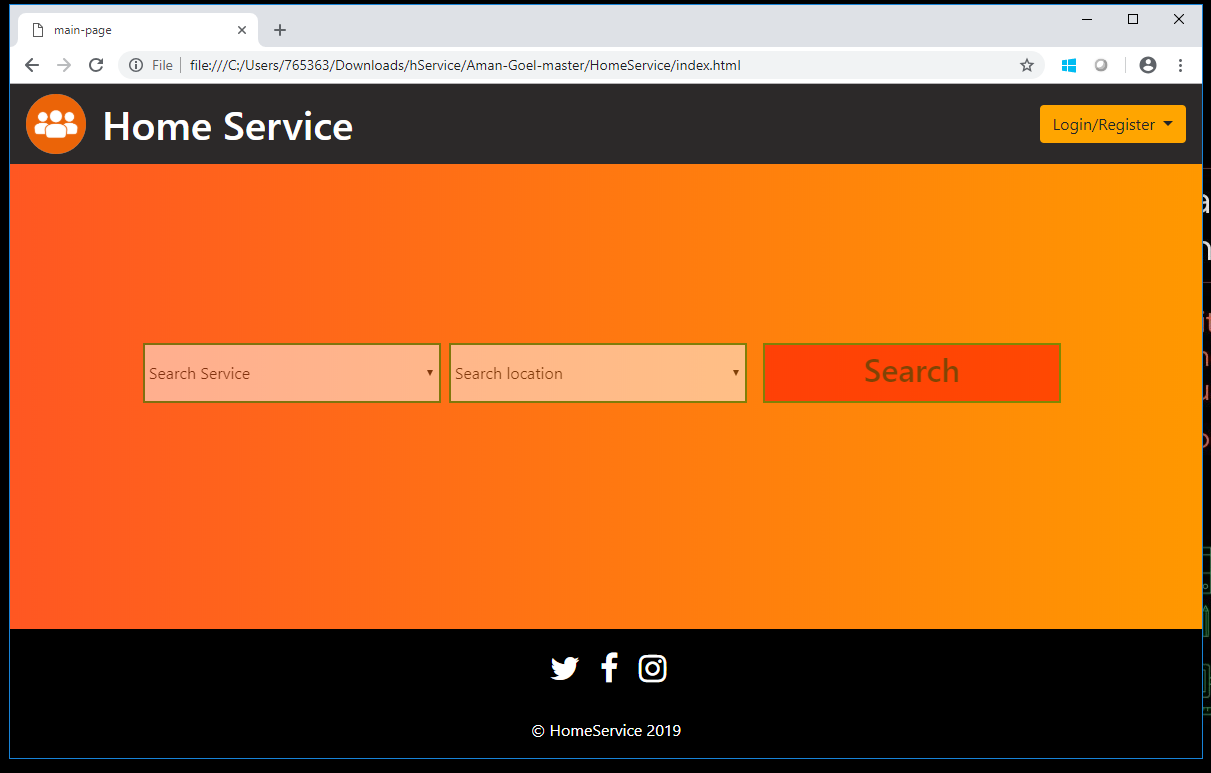 main-page
File file:///C:/Users/765363/Downloads/hService/Aman-Goel-master/HomeService/index.html
Home Service
Login/Register
Search Service
Search location
Search
© HomeService 2019